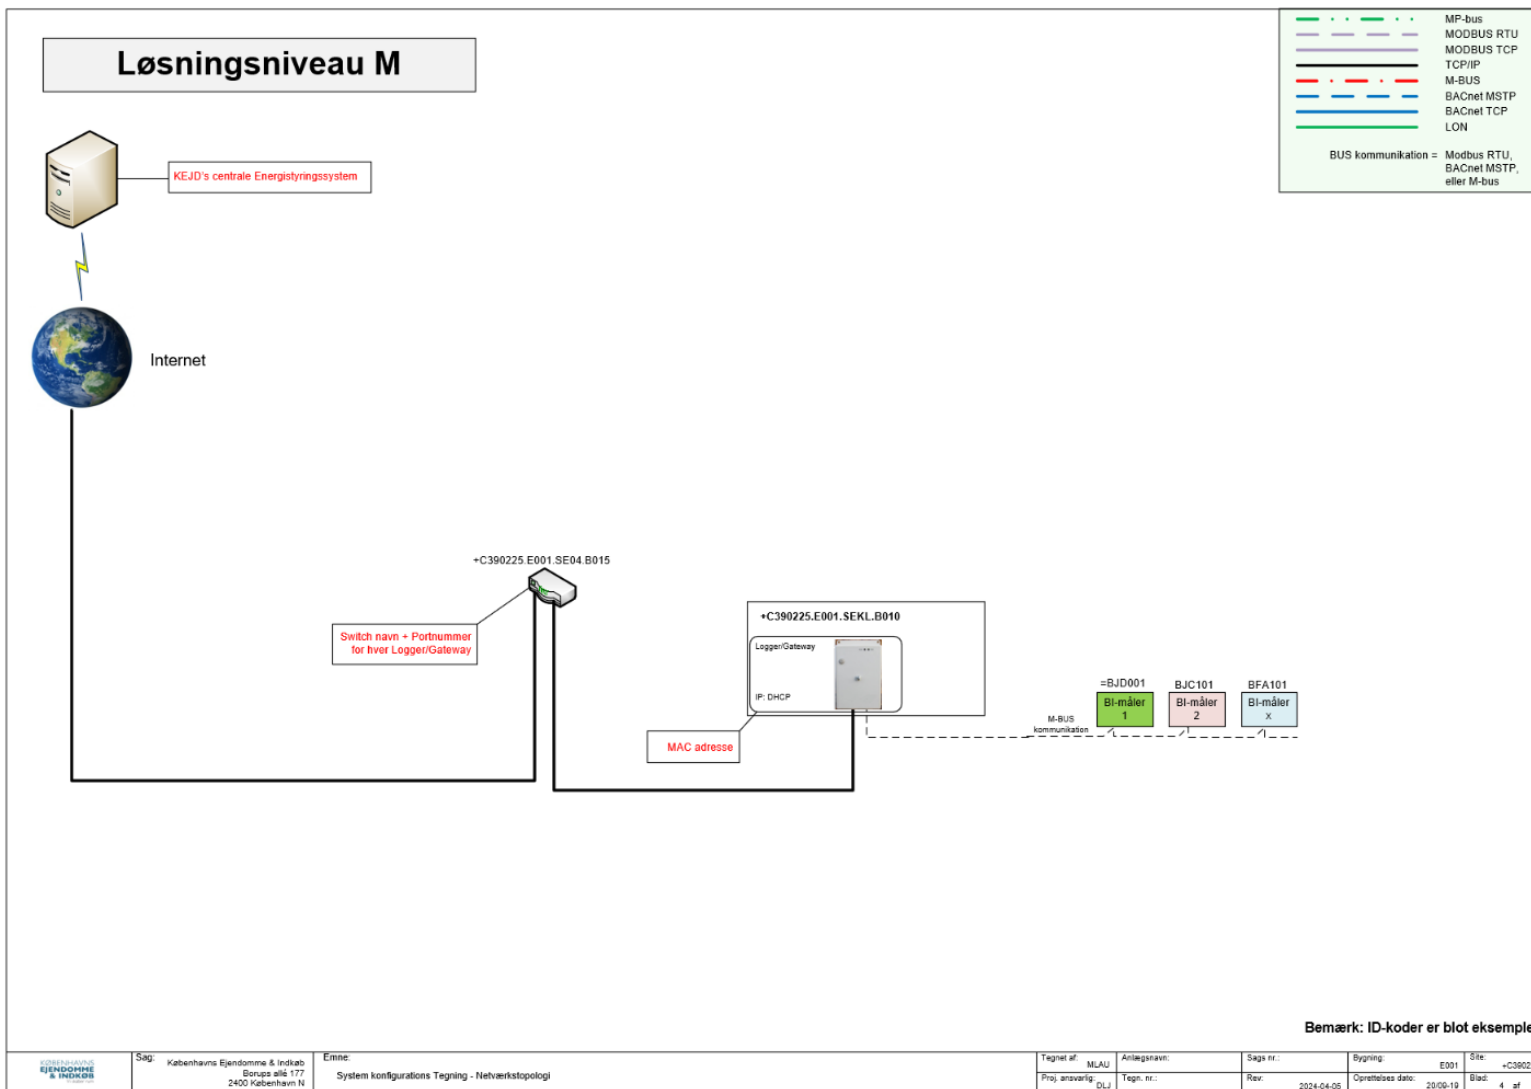 Løsningsniveau M
MP-bus
MODBUS RTU
MODBUS TCP
TCP/IP
M-BUS
BACnet MSTP
BACnet TCP
LON
BUS kommunikation = Modbus RTU,
BACnet MSTP,
eller M-bus
KEJD's centrale Energistyringssystem
Internet
+C390225.E001.SE04.B015
Switch navn + Portnummer
for hver Logger/Gateway
+C390225.E001.SEKL.B010
Logger/Gateway
IP: DHCP
MAC adresse
M-BUS
kommunikation
=BJD001
BI-måler
1
BJC101
BI-måler
2
BFA101
BI-måler
x
Bemærk: ID-koder er blot eksemple
KØBENHAVNS
EJENDOMME
& INDKØB
Sag: Københavns Ejendomme & Indkøb
Borups allé 177
2400 København N
Emne:
System konfigurations Tegning - Netværkstopologi
Tegnet af: MLAU
Proj. ansvarlig: DLJ
Anlægsnavn:
Tegn. nr.:
Sags nr.:
Rev: 2024-04-05
Bygning: E001
Oprettelses dato: 20/09-19
Site: +C3902
Blad: 4 af